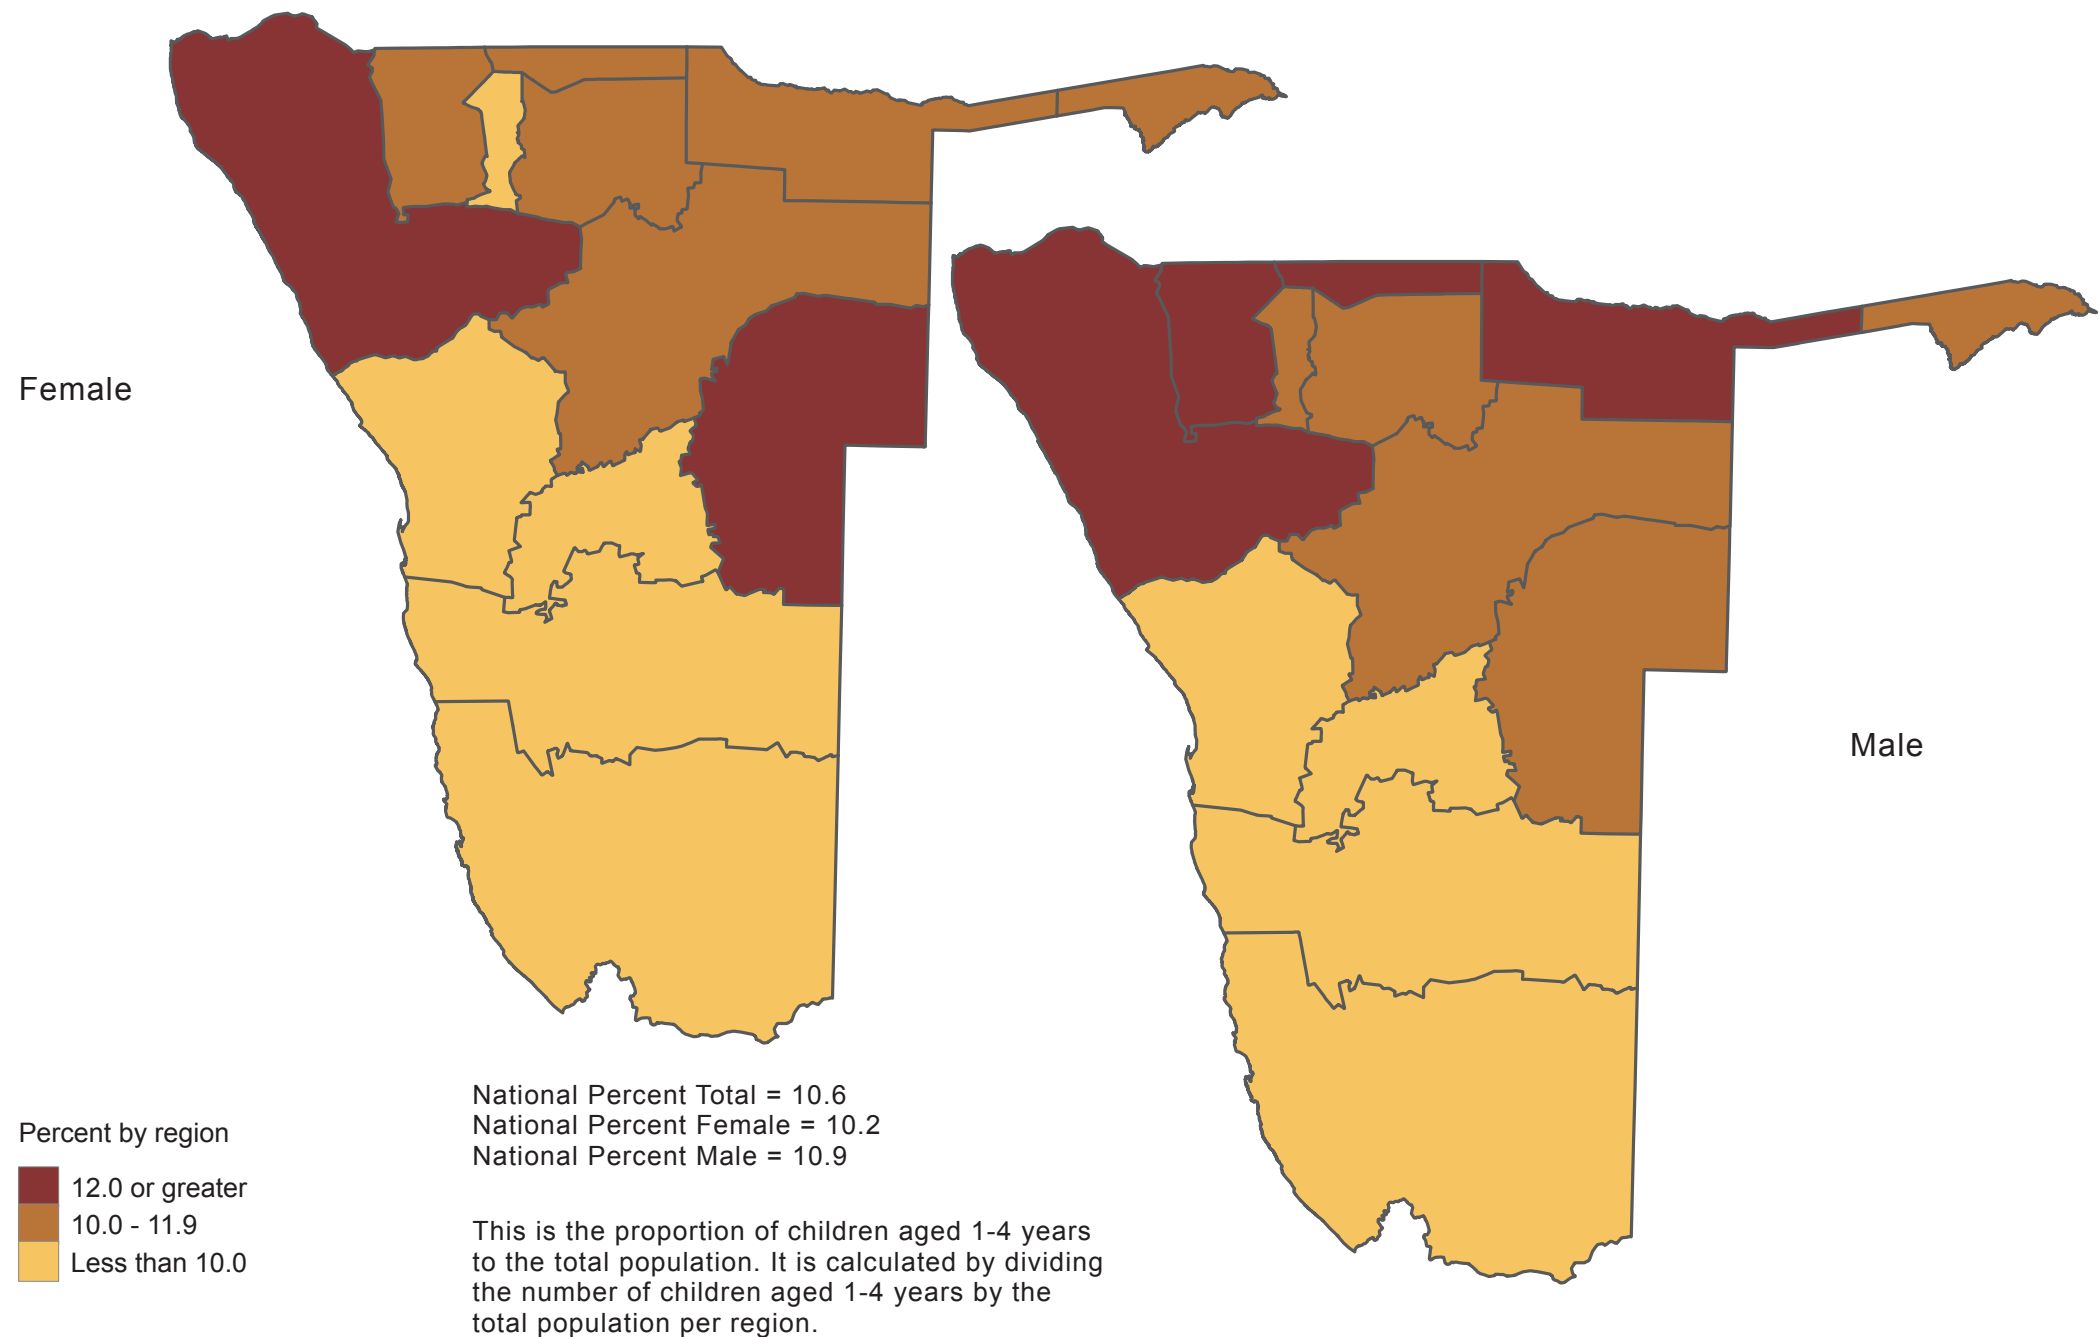 Female
Male
National Percent Total = 10.6
National Percent Female = 10.2
National Percent Male = 10.9
Percent by region
12.0 or greater
10.0 - 11.9
Less than 10.0
This is the proportion of children aged 1-4 years
to the total population. It is calculated by dividing
the number of children aged 1-4 years by the
total population per region.